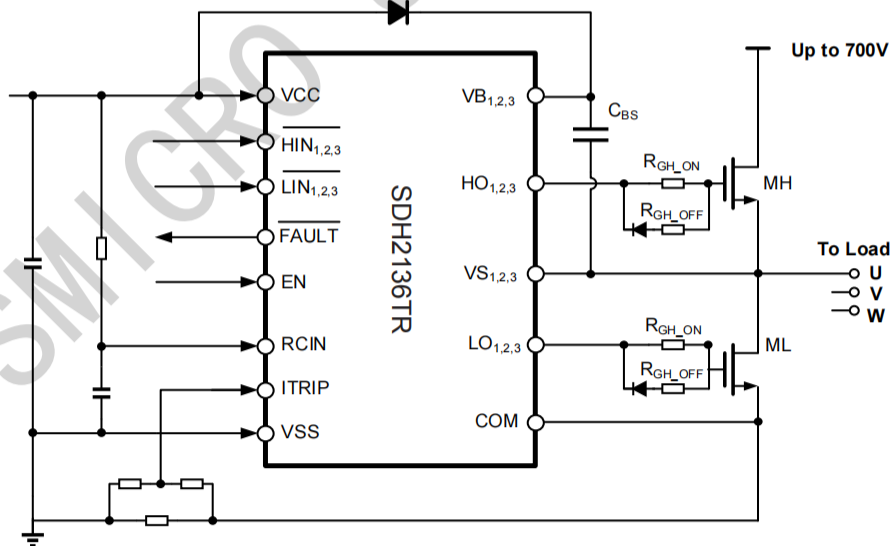 SMICRO
Up to 700V
VCC
VB1,2,3
CBS
HIN1,2,3
RGH_ON
LIN1,2,3
HO1,2,3
MH
RGH_OFF
FAULT
SDH2136TR
To Load
EN
VS1,2,3
U
V
W
RGH_ON
RCIN
LO1,2,3
ML
RGH_OFF
ITRIP
COM
VSS